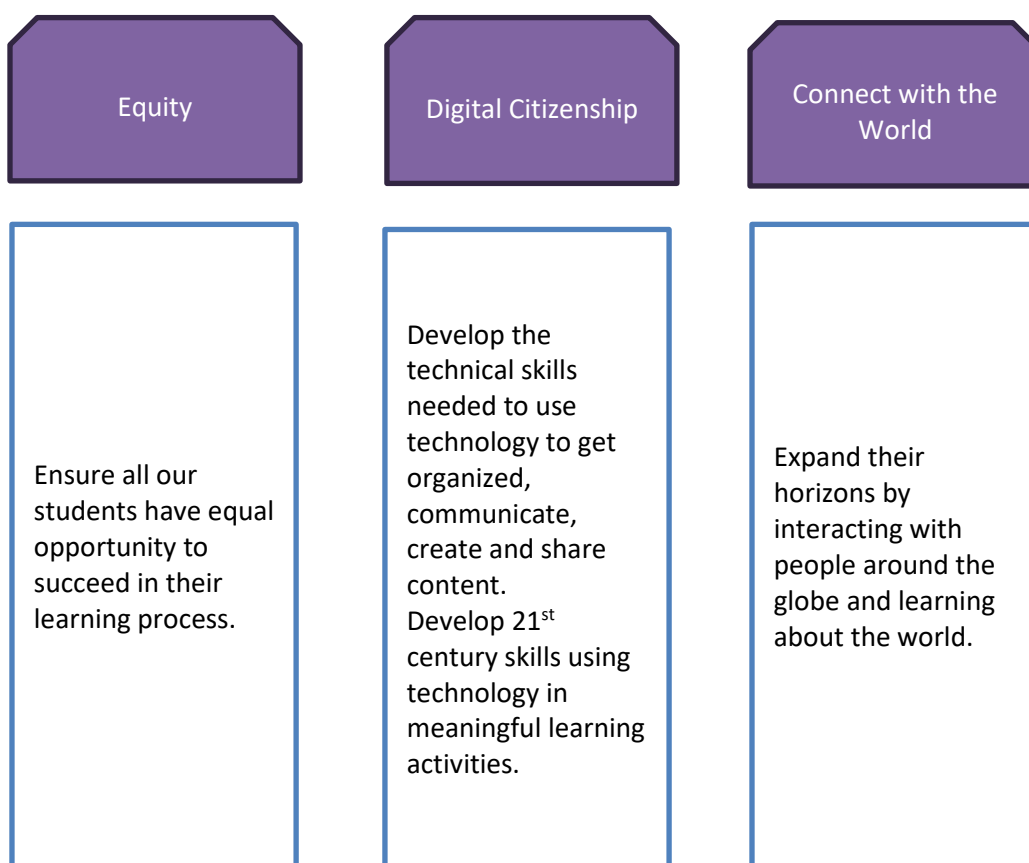 Equity
Digital Citizenship
Connect with the
World
Ensure all our
students have equal
opportunity to
succeed in their
learning process.
Develop the
technical skills
needed to use
technology to get
organized,
communicate,
create and share
content.
Develop 21st
century skills using
technology in
meaningful learning
activities.
Expand their
horizons by
interacting with
people around the
globe and learning
about the world.